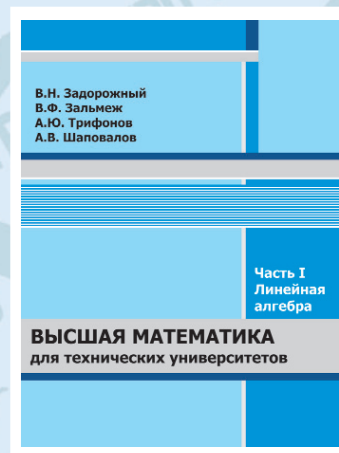 В.Н. Задорожный
В.Ф. Зальмеж
А.Ю. Трифонов
А.В. Шаповалов
Часть I
Линейная
алгебра
ВЫСШАЯ МАТЕМАТИКА
для технических университетов